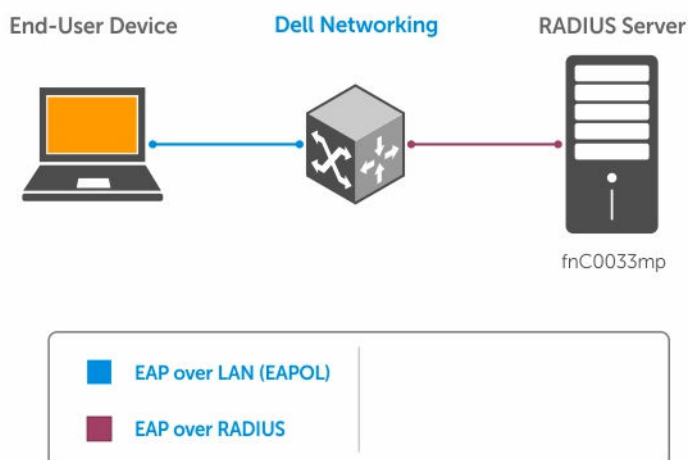 End-User Device
Dell Networking
RADIUS Server
fnC0033mp
EAP over LAN (EAPOL)
EAP over RADIUS